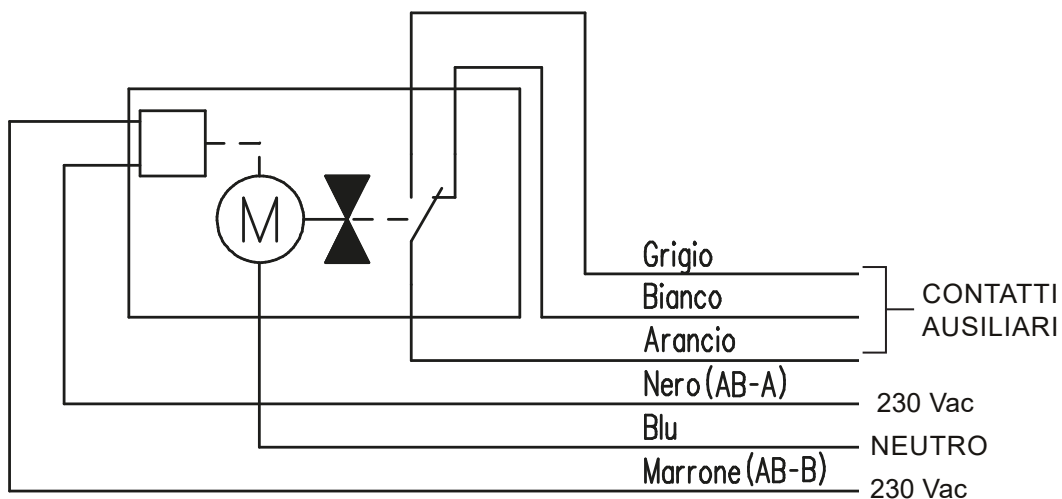 M
Grigio
Bianco
Arancio
CONTATTI
AUSILIARI
Nero (AB-A)
230 Vac
Blu
NEUTRO
Marrone (AB-B)
230 Vac